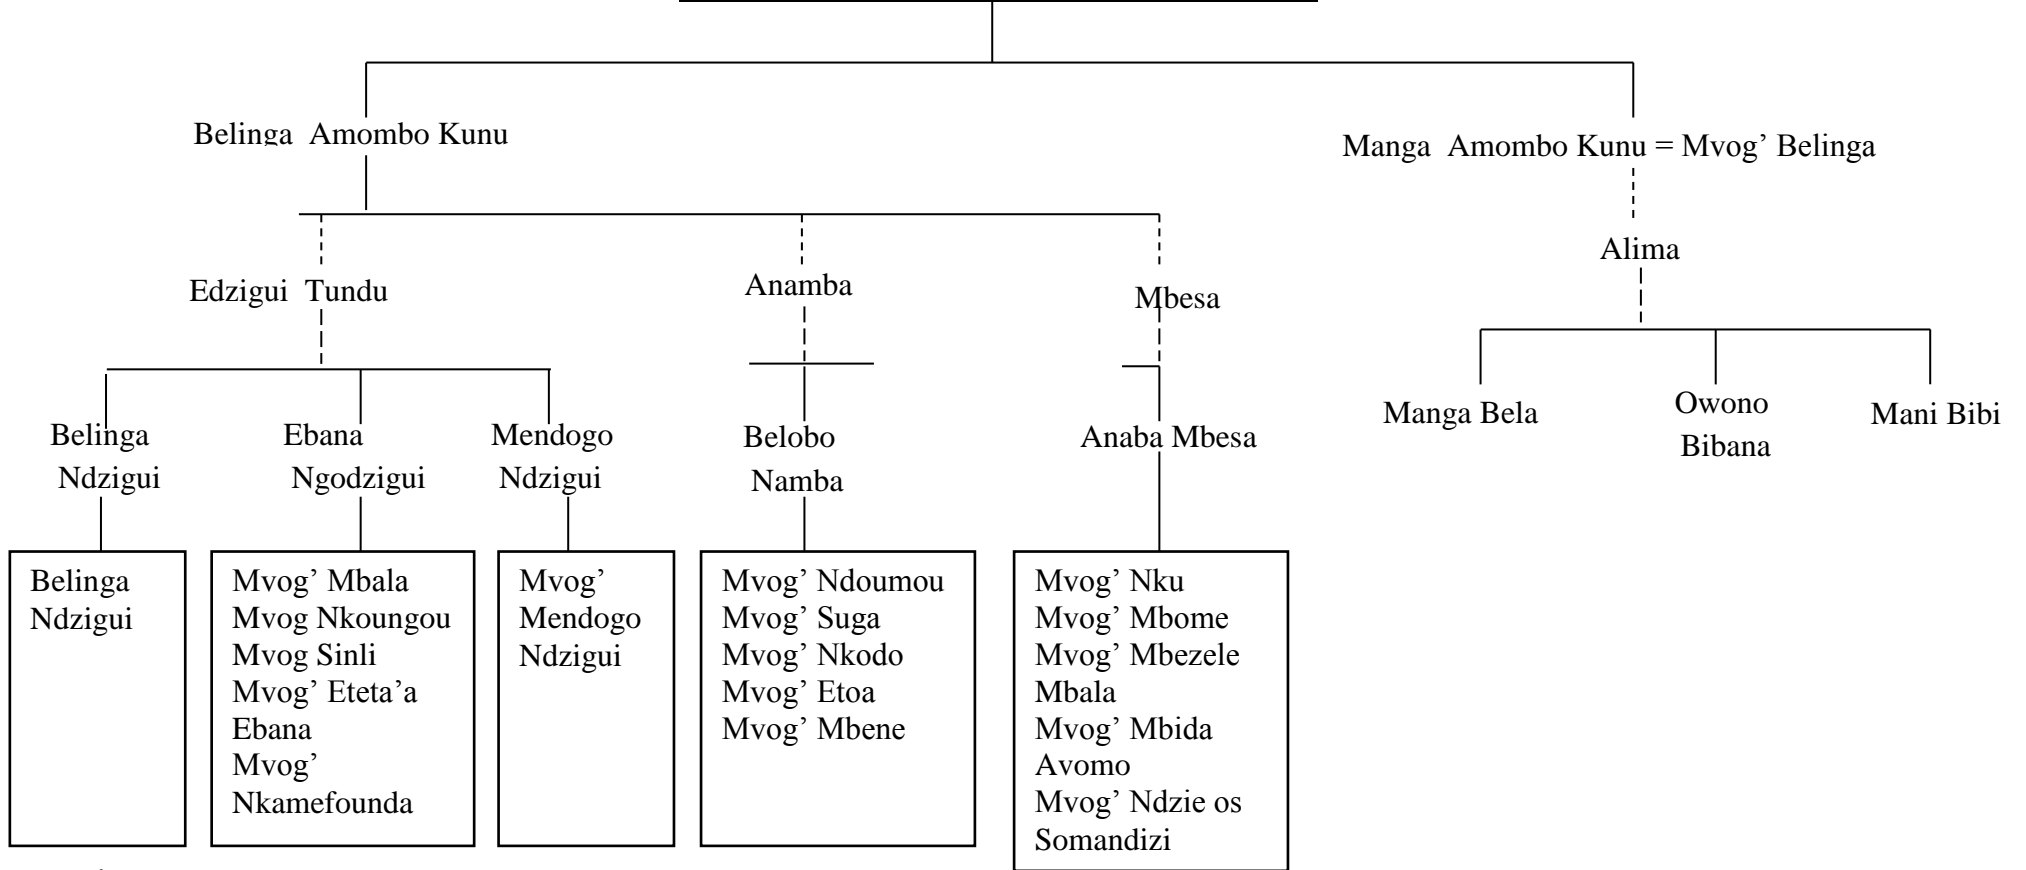 Belinga Amombo Kunu
Manga Amombo Kunu = Mvog’ Belinga
Alima
Edzigui Tundu
Anamba
Mbesa
Manga Bela
Owono
Bibana
Mani Bibi
Belinga
Ndzigui
Ebana
Ngodzigui
Mendogo
Ndzigui
Belobo
Namba
Anaba Mbesa
Belinga
Ndzigui
Mvog’ Mbala
Mvog Nkoungou
Mvog Sinli
Mvog’ Eteta’a
Ebana
Mvog’
Nkamefounda
Mvog’
Mendogo
Ndzigui
Mvog’ Ndoumou
Mvog’ Suga
Mvog’ Nkodo
Mvog’ Etoa
Mvog’ Mbene
Mvog’ Nku
Mvog’ Mbome
Mvog’ Mbezele
Mbala
Mvog’ Mbida
Avomo
Mvog’ Ndzie os
Somandizi